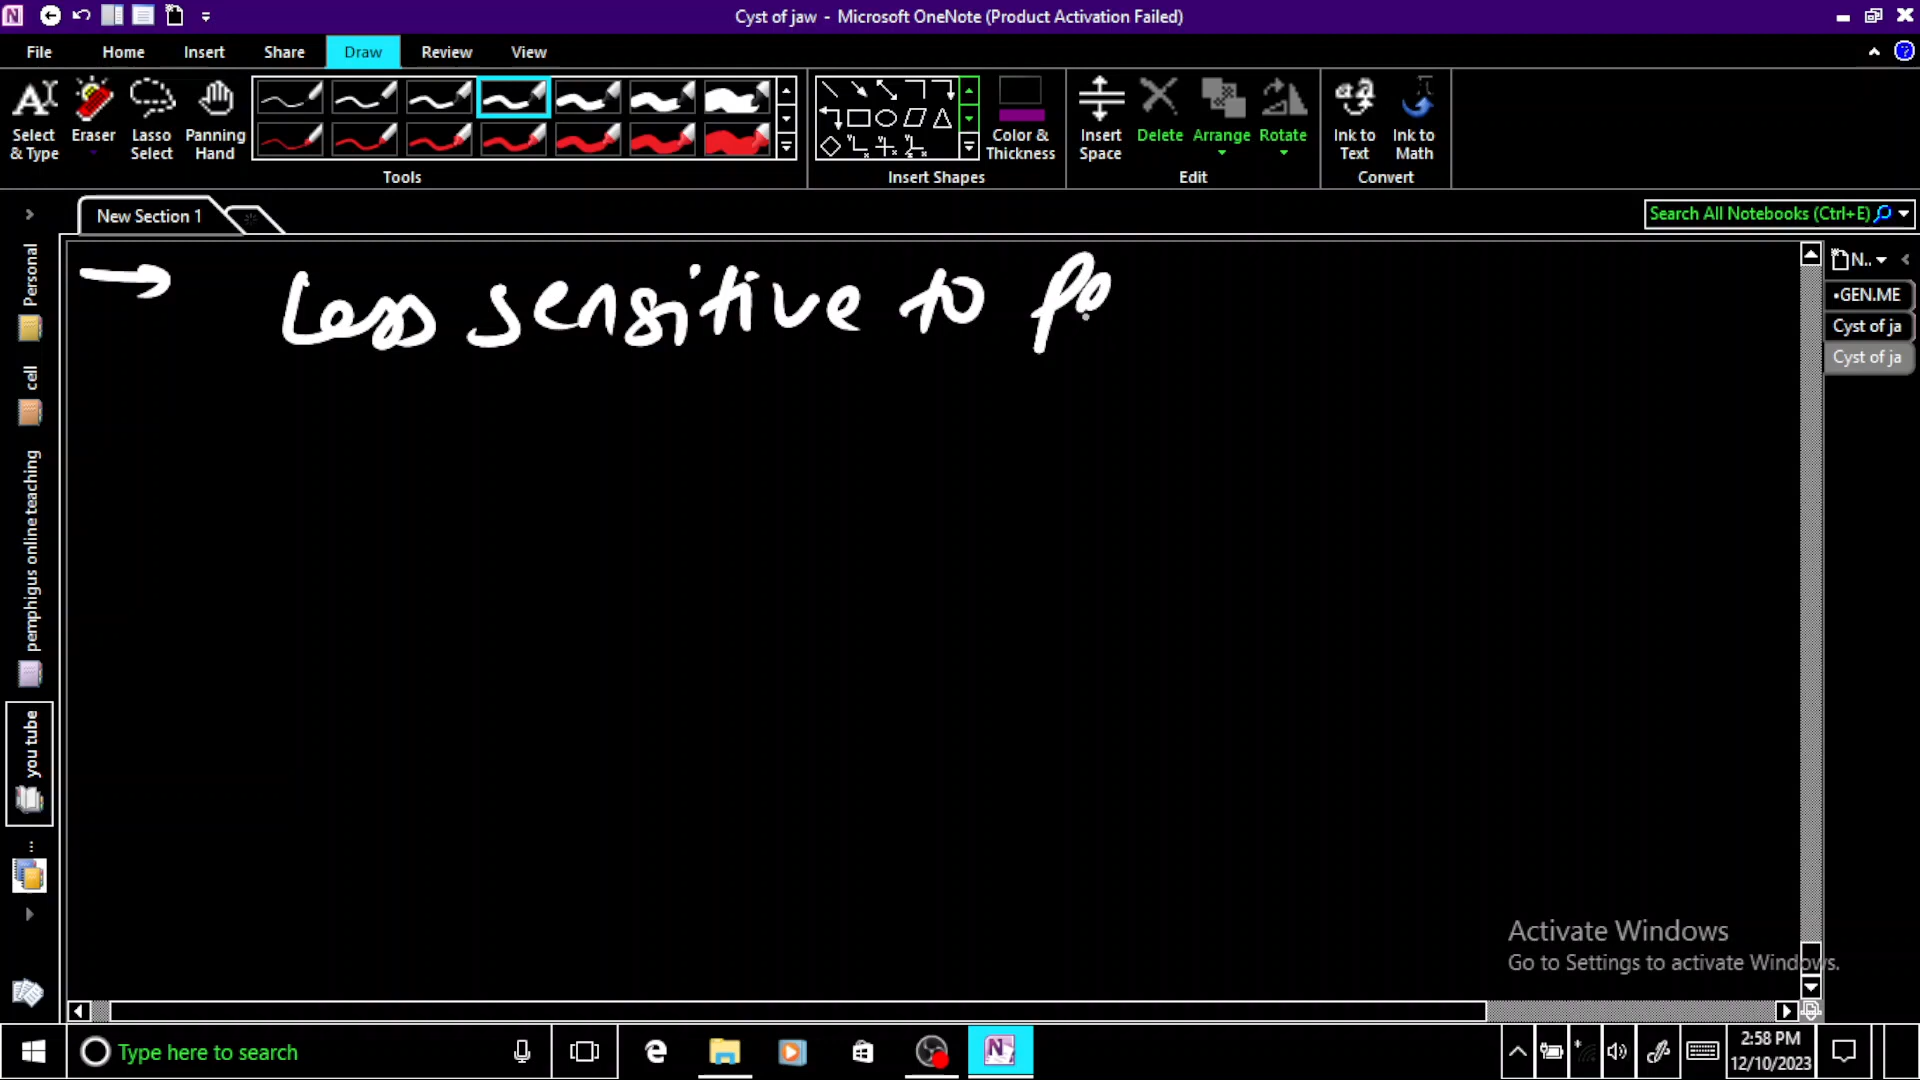 Cyst of jaw - Microsoft OneNote (Product Activation Failed)
File Home Insert Share Draw Review View
Select & Type
Eraser
Lasso Select
Panning Hand
Color & Thickness
Insert Space
Delete
Arrange
Rotate
Ink to Text
Ink to Math
Tools
Insert Shapes
Edit
Convert
New Section 1
Search All Notebooks (Ctrl+E)
Personal
cell
pemphigus online teaching
you tube
N..
•GEN.ME
Cyst of ja
Cyst of ja
→ Less sensitive to
Activate Windows
Go to Settings to activate Windows.
Type here to search
2:58 PM
12/10/2023